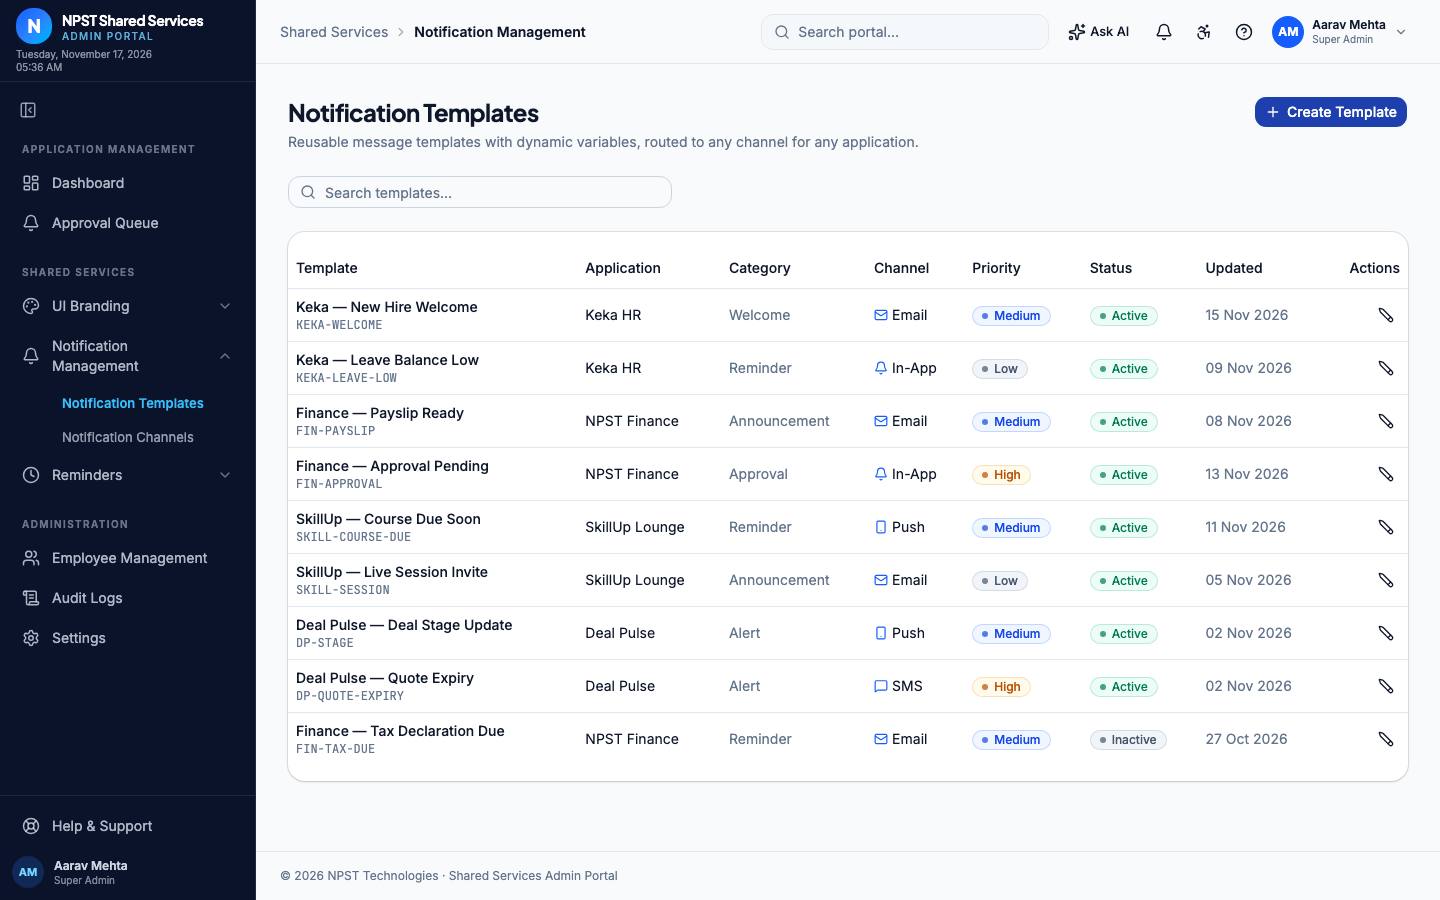 N
NPST Shared Services
ADMIN PORTAL
Tuesday, November 17, 2026
05:36 AM
APPLICATION MANAGEMENT
Dashboard
Approval Queue
SHARED SERVICES
UI Branding
Notification
Management
Notification Templates
Notification Channels
Reminders
ADMINISTRATION
Employee Management
Audit Logs
Settings
Help & Support
AM
Aarav Mehta
Super Admin
Shared Services > Notification Management
Search portal...
Ask AI
AM
Aarav Mehta
Super Admin
Notification Templates
Reusable message templates with dynamic variables, routed to any channel for any application.
+ Create Template
Search templates...
Template Application Category Channel Priority Status Updated Actions
Keka — New Hire Welcome Keka HR Welcome Email Medium Active 15 Nov 2026
KEKA-WELCOME
Keka — Leave Balance Low Keka HR Reminder In-App Low Active 09 Nov 2026
KEKA-LEAVE-LOW
Finance — Payslip Ready NPST Finance Announcement Email Medium Active 08 Nov 2026
FIN-PAYSLIP
Finance — Approval Pending NPST Finance Approval In-App High Active 13 Nov 2026
FIN-APPROVAL
SkillUp — Course Due Soon SkillUp Lounge Reminder Push Medium Active 11 Nov 2026
SKILL-COURSE-DUE
SkillUp — Live Session Invite SkillUp Lounge Announcement Email Low Active 05 Nov 2026
SKILL-SESSION
Deal Pulse — Deal Stage Update Deal Pulse Alert Push Medium Active 02 Nov 2026
DP-STAGE
Deal Pulse — Quote Expiry Deal Pulse Alert SMS High Active 02 Nov 2026
DP-QUOTE-EXPIRY
Finance — Tax Declaration Due NPST Finance Reminder Email Medium Inactive 27 Oct 2026
FIN-TAX-DUE
© 2026 NPST Technologies · Shared Services Admin Portal